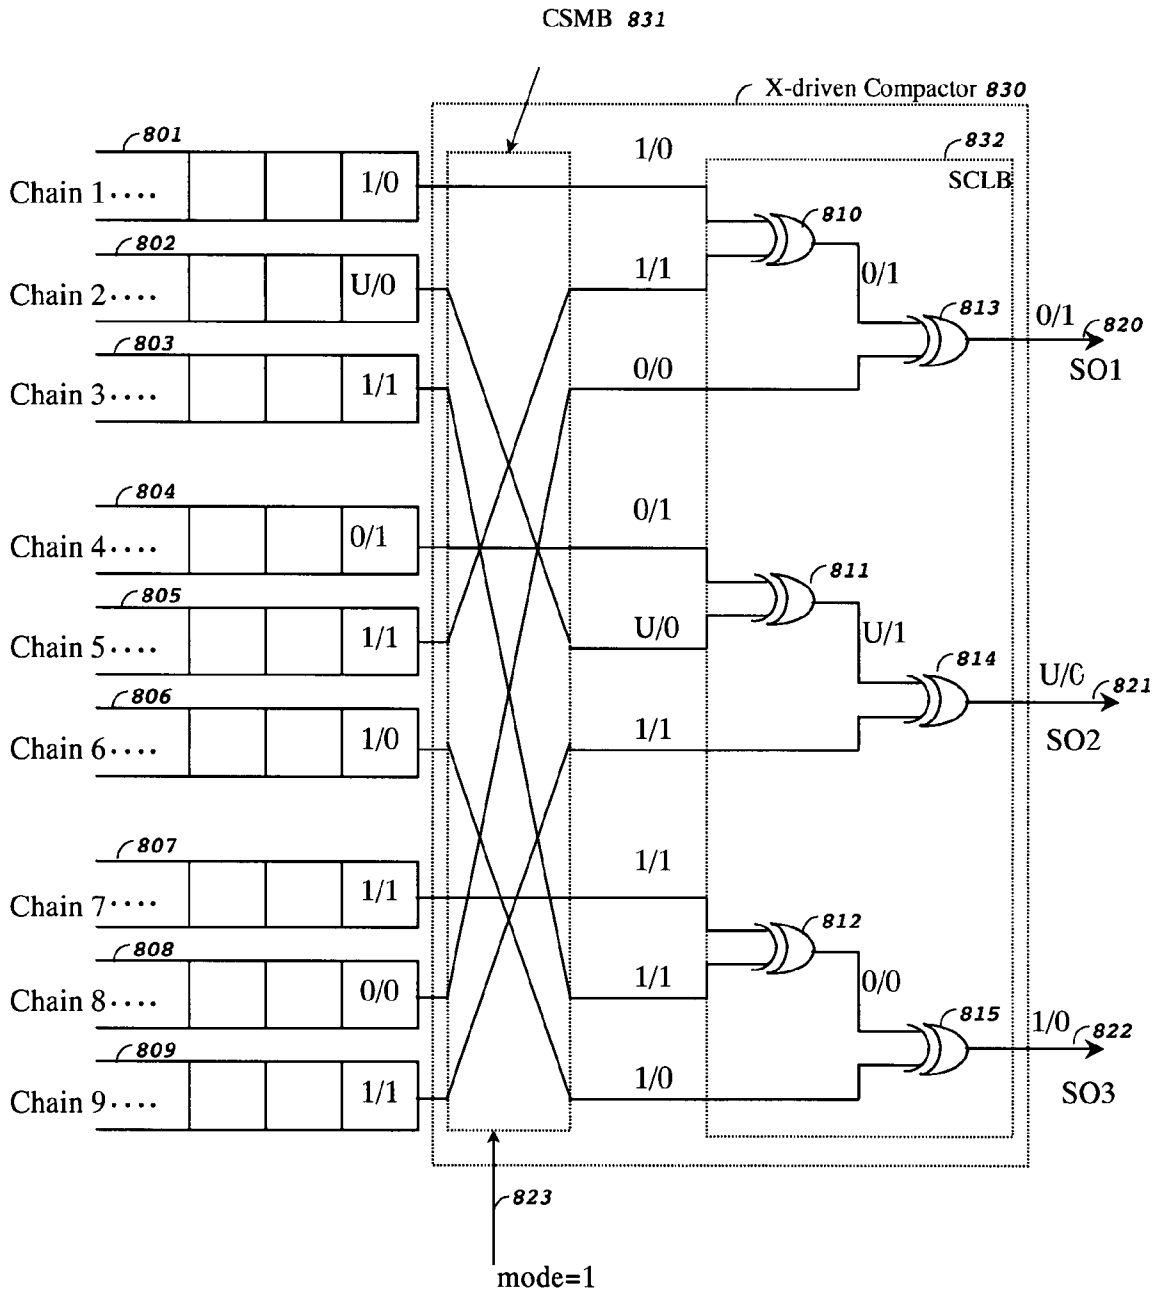 CSMB 831
X-driven Compactor 830
801
Chain 1....
1/0
1/0
832
SCLB
810
802
Chain 2....
U/0
1/1
0/1
813
0/1
820
SO1
803
Chain 3....
1/1
0/0
804
Chain 4....
0/1
0/1
811
805
Chain 5....
1/1
U/0
U/1
814
U/0
821
SO2
806
Chain 6....
1/0
1/1
807
Chain 7....
1/1
1/1
812
808
Chain 8....
0/0
1/1
0/0
815
1/0
822
SO3
809
Chain 9....
1/1
1/0
823
mode=1